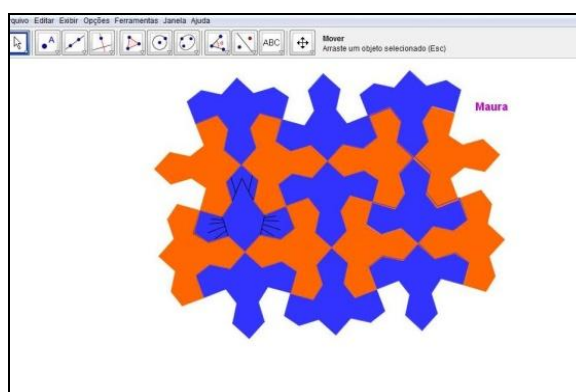 quivo Editar Exibir Opções Ferramentas Janela Ajuda
A
ABC
Mover
Arraste um objeto selecionado (Esc)
Maura